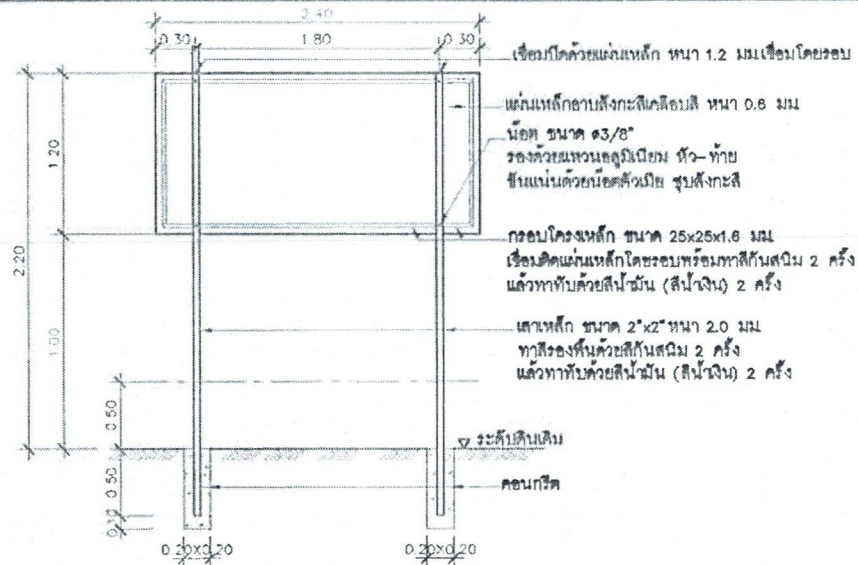 2.40
0.30 1.80 0.30
เชื่อมปิดด้วยแผ่นเหล็ก หนา 1.2 มม.เชื่อมโดยรอบ
แผ่นเหล็กอาบสังกะสีเคลือบสี หนา 0.6 มม.
น๊อต ขนาด ø3/8"
รองด้วยแหวนอลูมิเนียม หัว-ท้าย
ขันแน่นด้วยน๊อตตัวเมีย ชุบสังกะสี
1.20
กรอบโครงเหล็ก ขนาด 25x25x1.6 มม.
เชื่อมติดแผ่นเหล็กโดยรอบพร้อมทาสีกันสนิม 2 ครั้ง
แล้วทาทับด้วยสีน้ำมัน (สีน้ำเงิน) 2 ครั้ง
2.20
1.00
เสาเหล็ก ขนาด 2"x2" หนา 2.0 มม.
ทาสีรองพื้นด้วยสีกันสนิม 2 ครั้ง
แล้วทาทับด้วยสีน้ำมัน (สีน้ำเงิน) 2 ครั้ง
0.50
ระดับดินเดิม
0.50
คอนกรีต
0.10
0.20x0.20 0.20x0.20